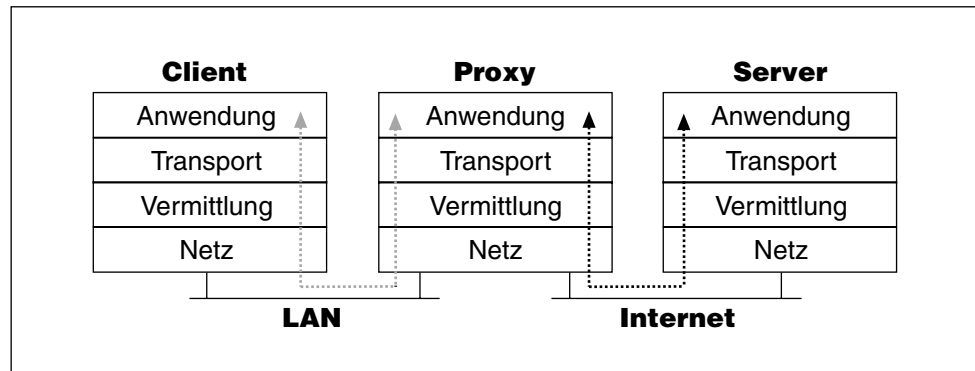 Client Proxy Server
Anwendung Anwendung Anwendung
Transport Transport Transport
Vermittlung Vermittlung Vermittlung
Netz Netz Netz
LAN Internet